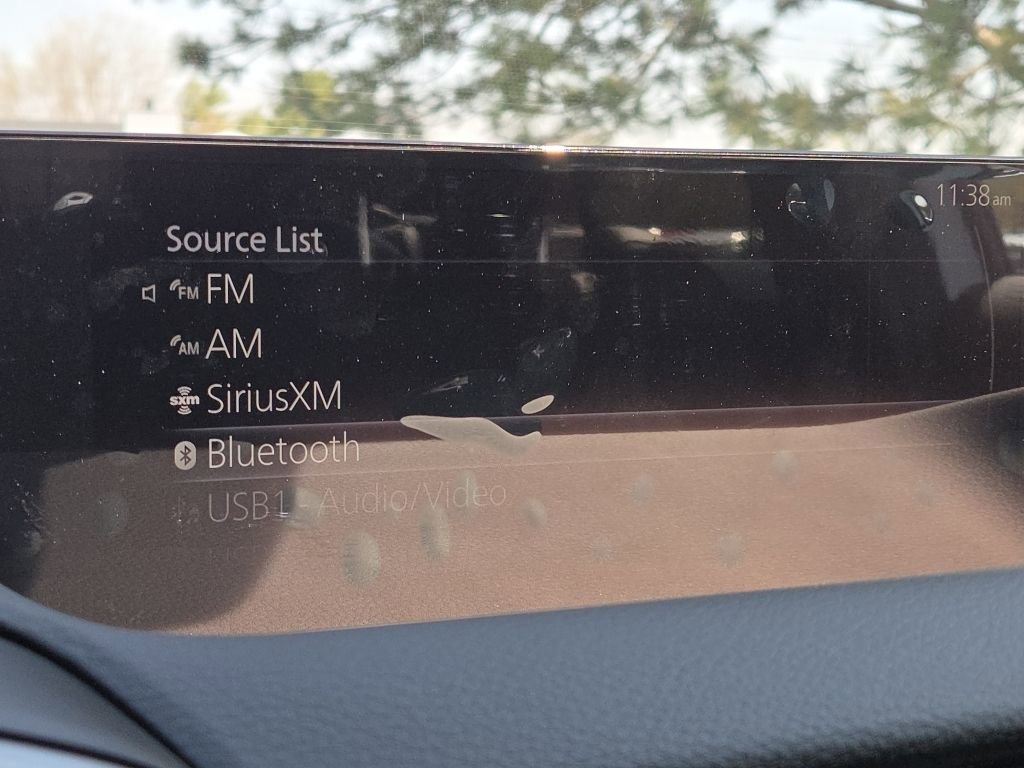 11:38am
Source List
FM FM
AM AM
sxm SiriusXM
Bluetooth
USB1 - Audio/Video